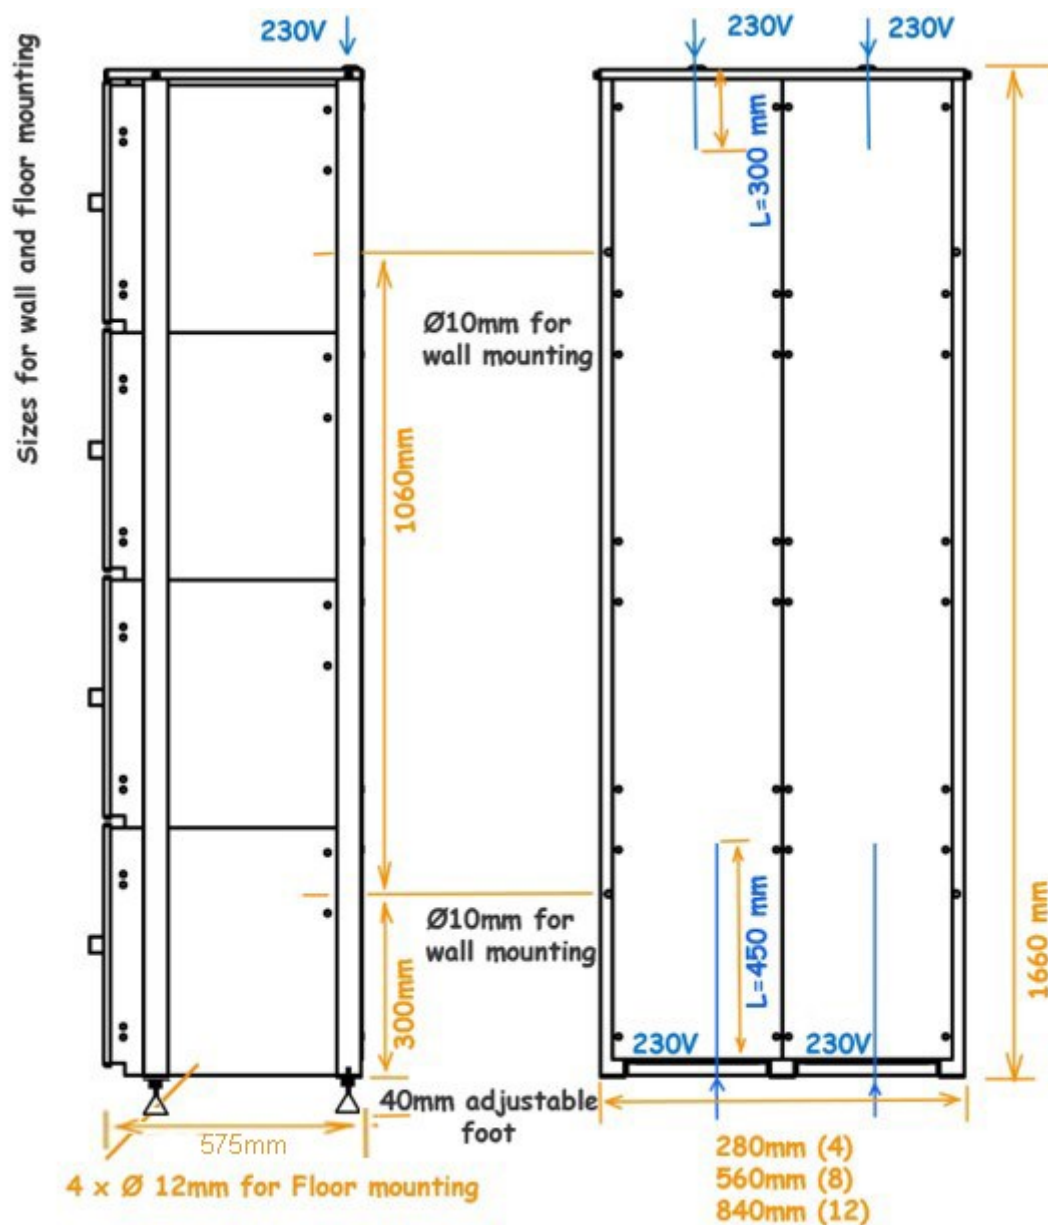 230V
230V
230V
Sizes for wall and floor mounting
L=300 mm
Ø10mm for
wall mounting
1060mm
Ø10mm for
wall mounting
300mm
L=450 mm
1660 mm
230V
230V
40mm adjustable
foot
575mm
4 x Ø 12mm for Floor mounting
280mm (4)
560mm (8)
840mm (12)